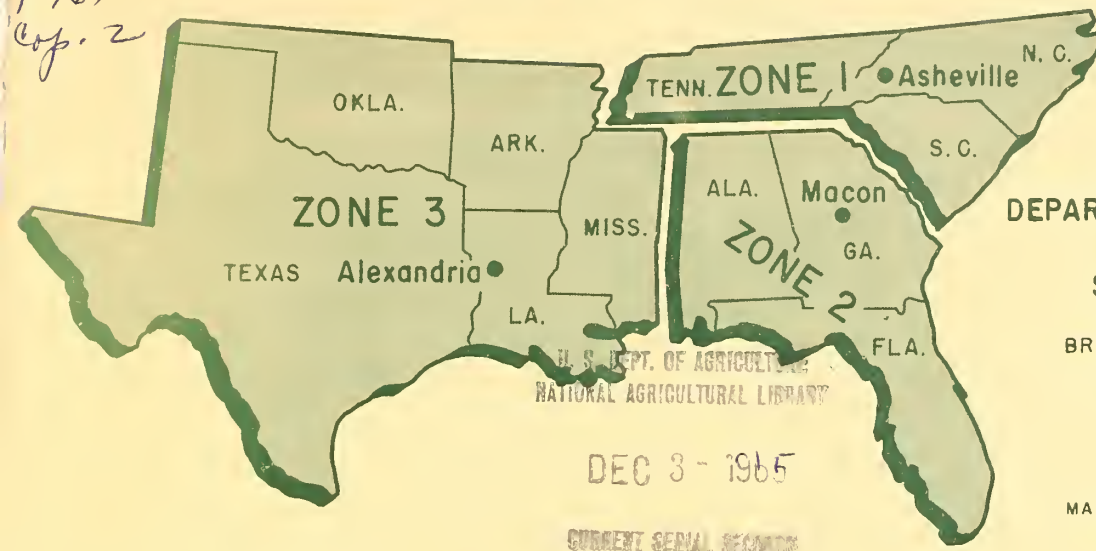 Cop. 2
N. C.
TENN. ZONE 1 Asheville
OKLA.
ARK.
S. C.
ALA. Macon
ZONE 3
MISS.
DEPAR
GA.
ZONE 2
TEXAS Alexandria
LA.
FLA.
S
BR
U. S. DEPT. OF AGRICULTURE
NATIONAL AGRICULTURAL LIBRARY
DEC 3 - 1965
MA
CURRENT SERIAL RECORDS